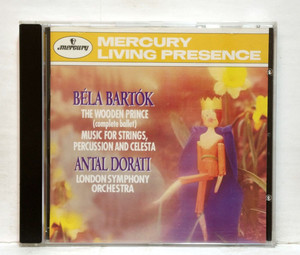 mercury
MERCURY
LIVING PRESENCE
BÉLA BARTÓK
THE WOODEN PRINCE
(complete ballet)
MUSIC FOR STRINGS,
PERCUSSION AND CELESTA
ANTAL DORATI
LONDON SYMPHONY
ORCHESTRA